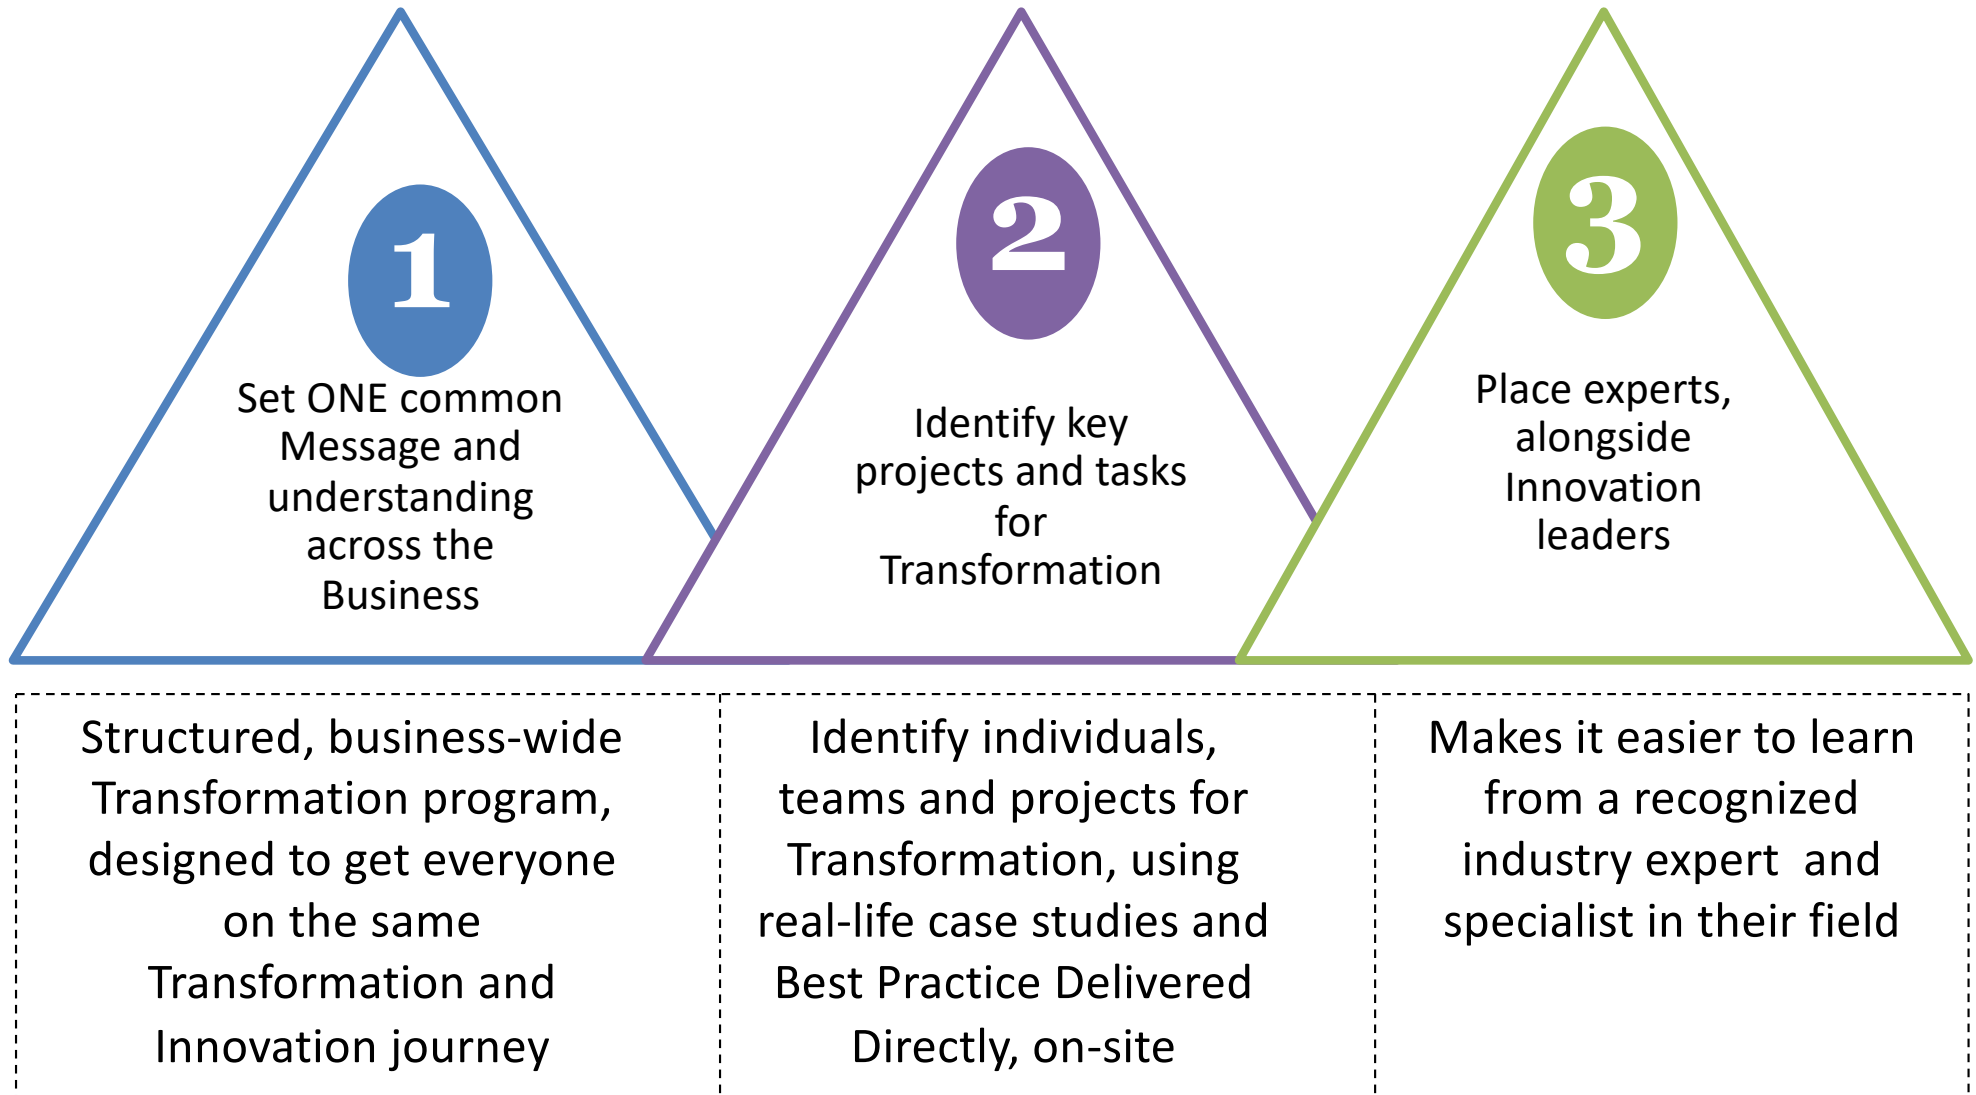 1
Set ONE common
Message and
understanding
across the
Business
2
Identify key
projects and tasks
for
Transformation
3
Place experts,
alongside
Innovation
leaders
Structured, business-wide
Transformation program,
designed to get everyone
on the same
Transformation and
Innovation journey
Identify individuals,
teams and projects for
Transformation, using
real-life case studies and
Best Practice Delivered
Directly, on-site
Makes it easier to learn
from a recognized
industry expert  and
specialist in their field